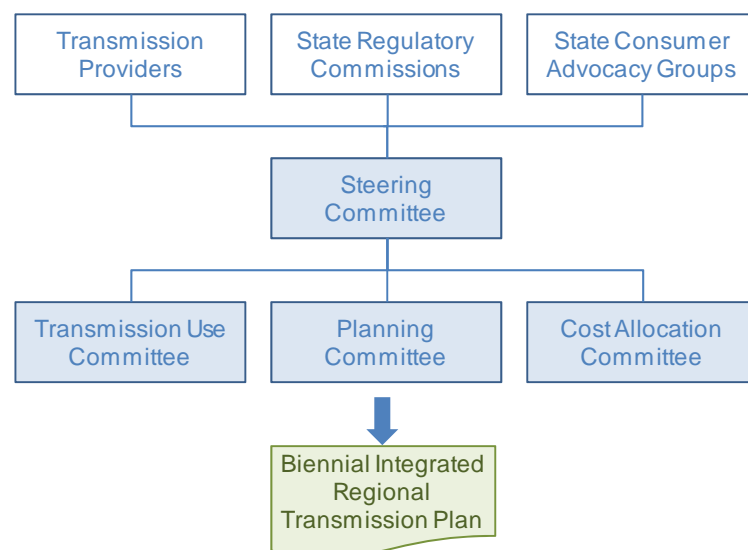 Transmission
Providers
State Regulatory
Commissions
State Consumer
Advocacy Groups
Steering
Committee
Transmission Use
Committee
Planning
Committee
Cost Allocation
Committee
Biennial Integrated
Regional
Transmission Plan